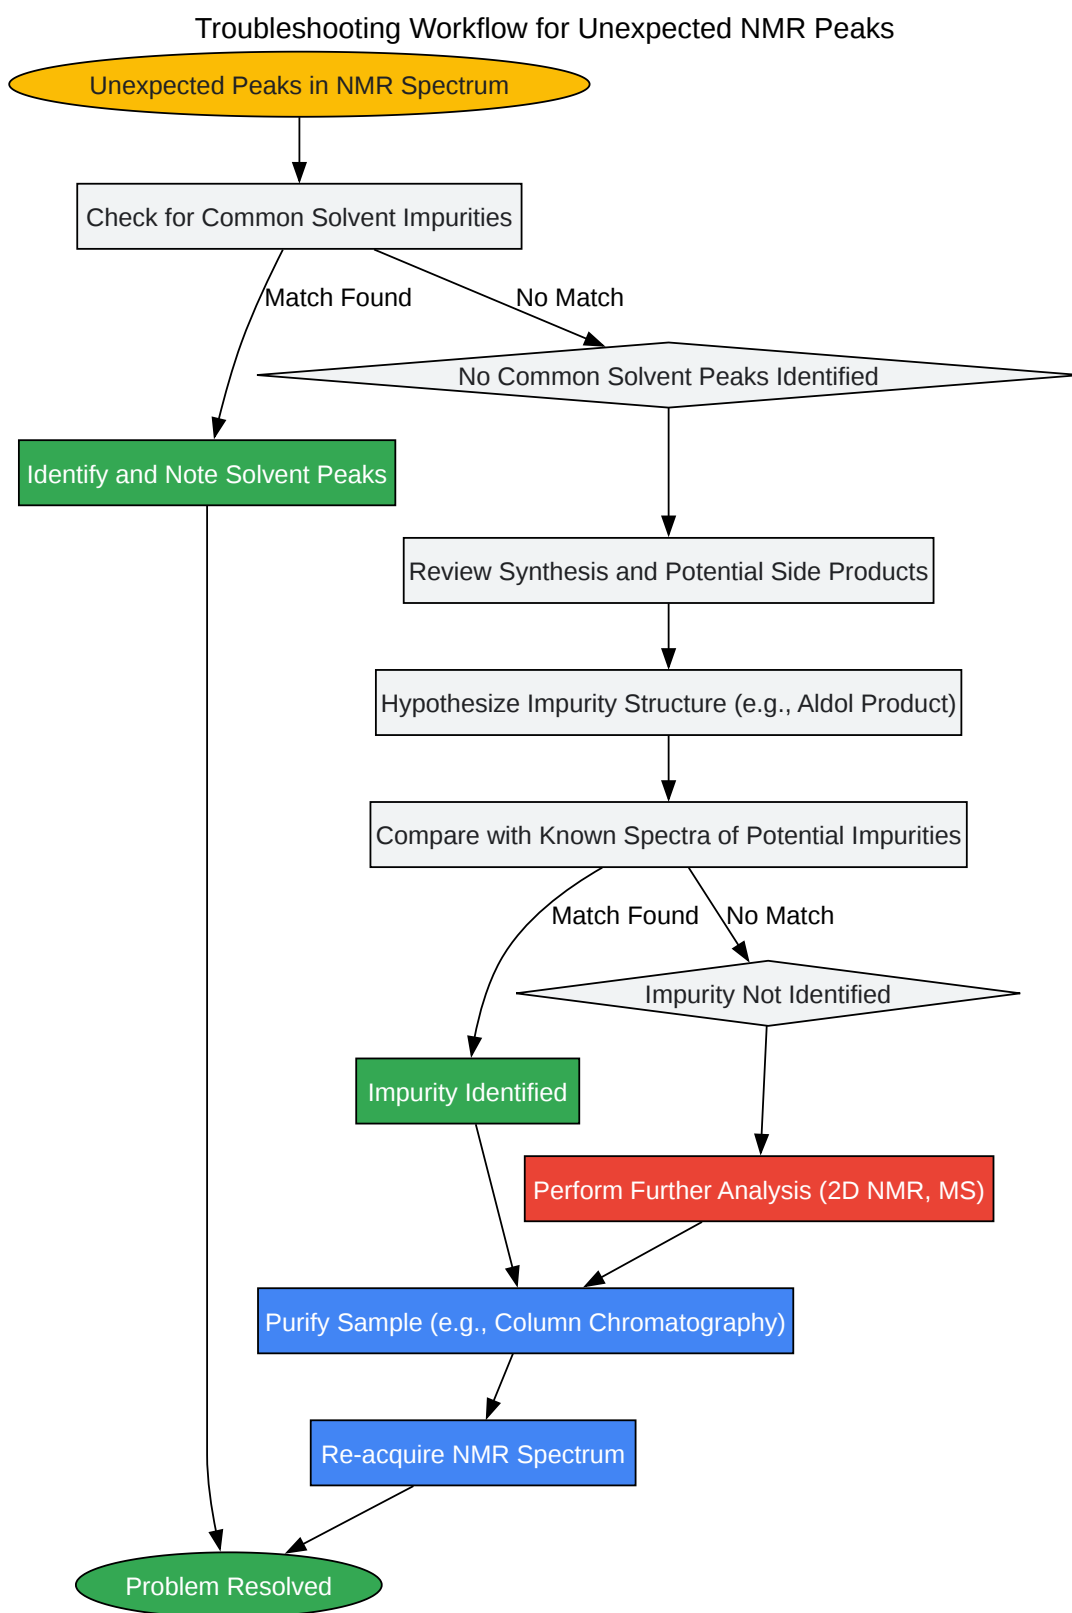 Troubleshooting Workflow for Unexpected NMR Peaks
Unexpected Peaks in NMR Spectrum
Check for Common Solvent Impurities
Match Found
No Match
No Common Solvent Peaks Identified
Identify and Note Solvent Peaks
Review Synthesis and Potential Side Products
Hypothesize Impurity Structure (e.g., Aldol Product)
Compare with Known Spectra of Potential Impurities
Match Found
No Match
Impurity Not Identified
Impurity Identified
Perform Further Analysis (2D NMR, MS)
Purify Sample (e.g., Column Chromatography)
Re-acquire NMR Spectrum
Problem Resolved